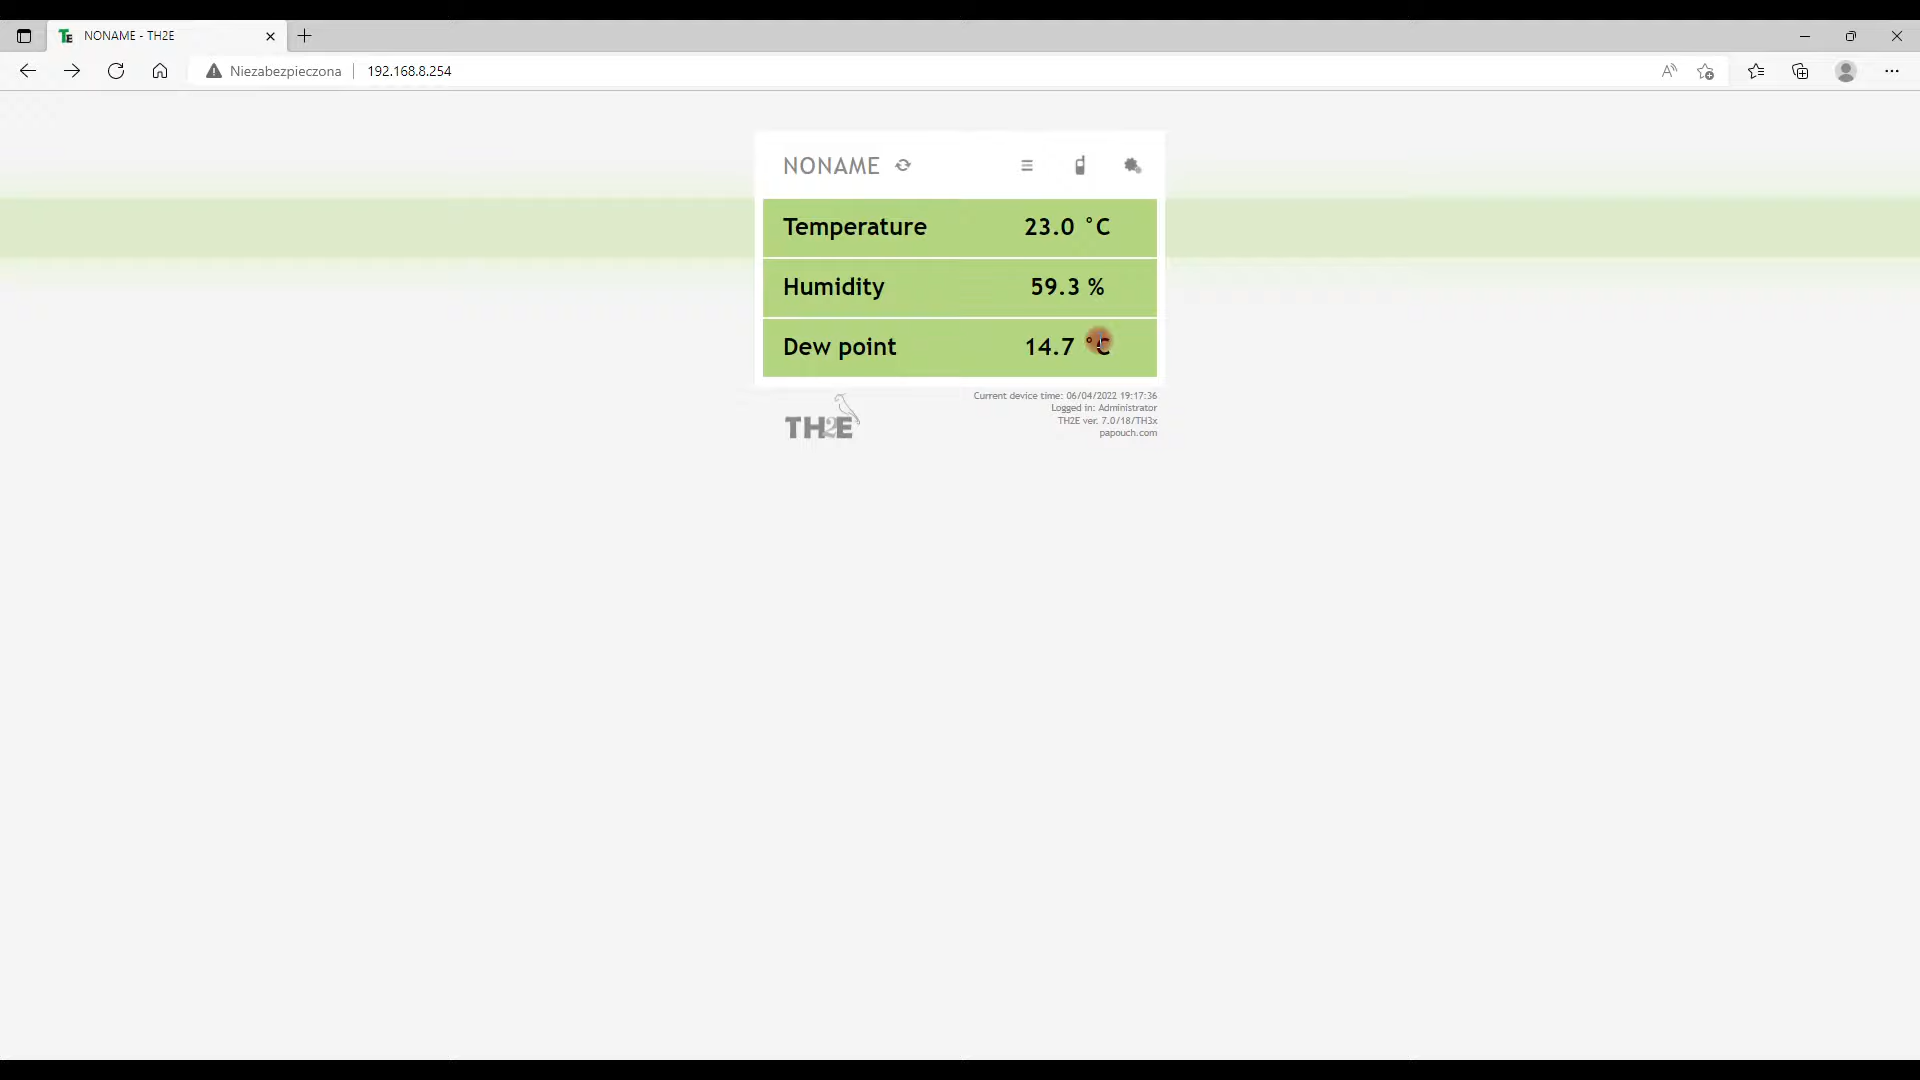 NONAME - TH2E
Niezabezpieczona 192.168.8.254
NONAME
Temperature 23.0 °C
Humidity 59.3 %
Dew point 14.7 °C
Current device time: 06/04/2022 19:17:36
Logged in: Administrator
TH2E ver. 7.0/18/TH3x
papouch.com
TH2E